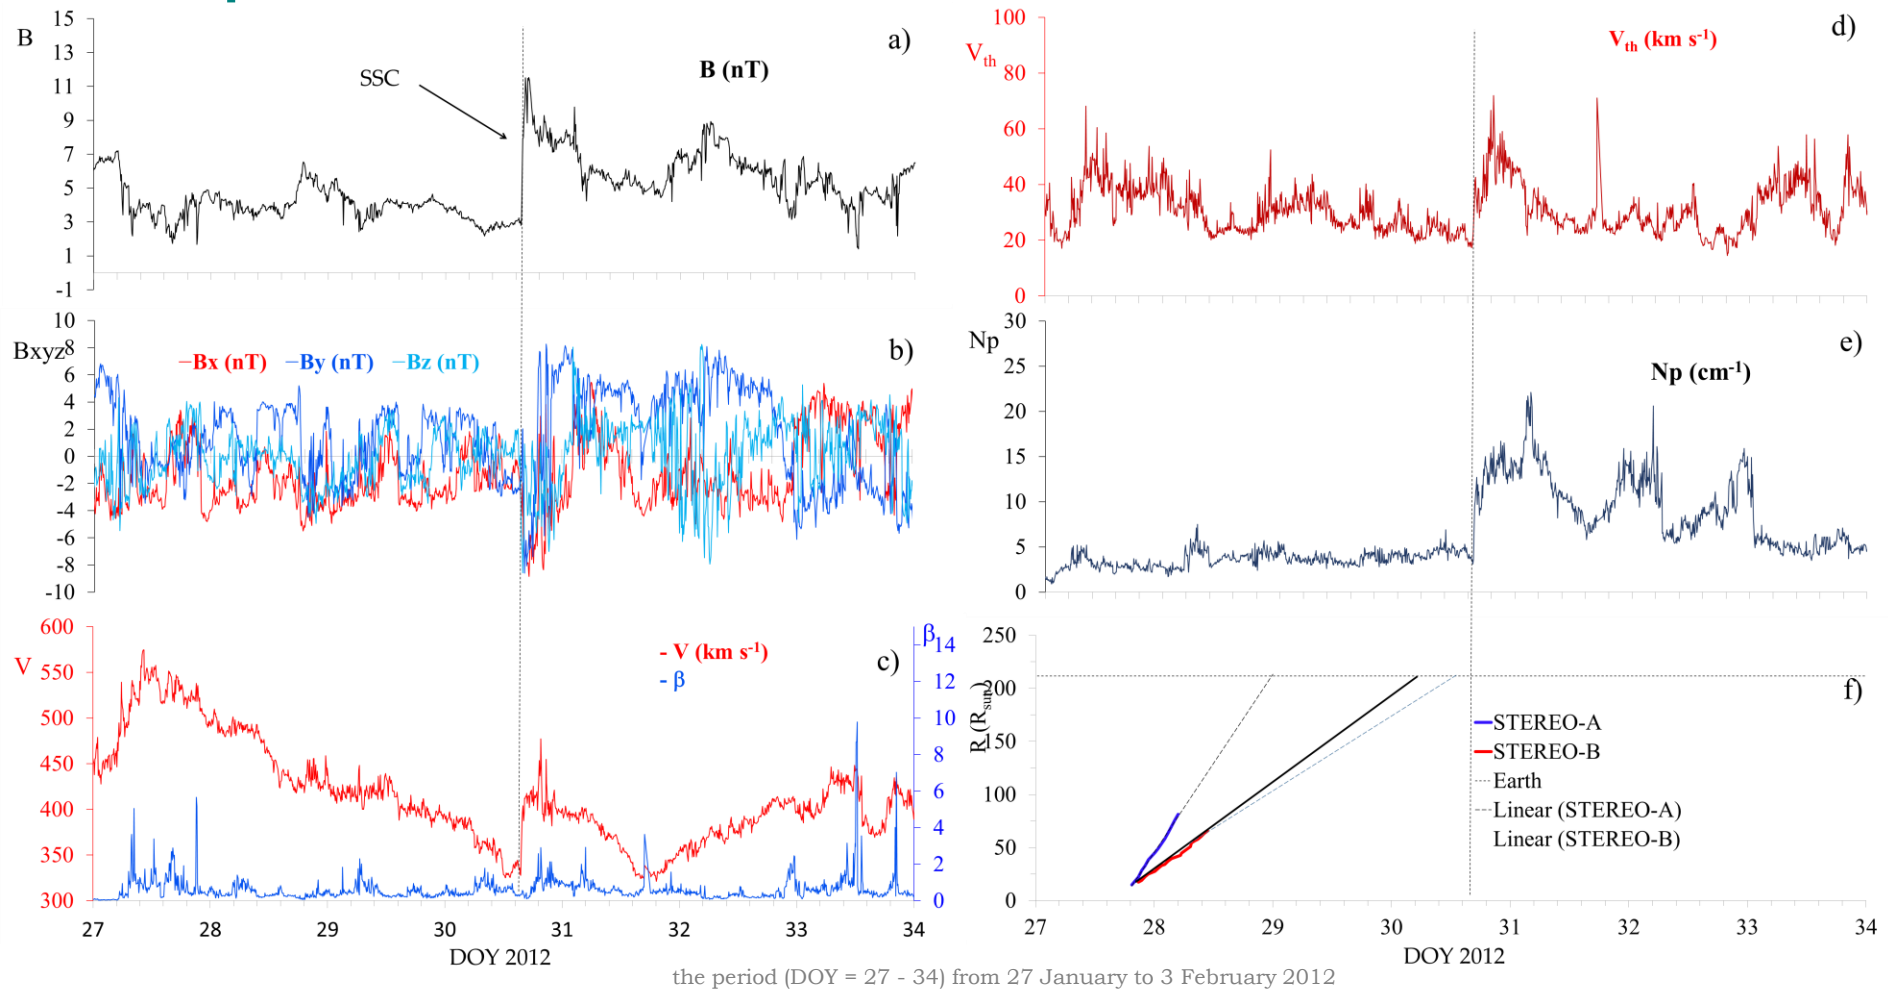 15
13
11
9
7
5
3
1
-1
B
SSC
B (nT)
a)
10
8
6
4
2
0
-2
-4
-6
-8
-10
Bxyz
−Bx (nT) −By (nT) −Bz (nT)
b)
600
550
500
450
400
350
300
V
- V (km s⁻¹)
- β
c)
β
14
12
10
8
6
4
2
0
27 28 29 30 31 32 33 34
DOY 2012
100
80
60
40
20
0
Vth
Vth (km s⁻¹)
d)
30
25
20
15
10
5
0
Np
Np (cm⁻¹)
e)
250
200
150
100
50
0
R (Rsun)
f)
STEREO-A
STEREO-B
Earth
Linear (STEREO-A)
Linear (STEREO-B)
27 28 29 30 31 32 33 34
DOY 2012
the period (DOY = 27 - 34) from 27 January to 3 February 2012